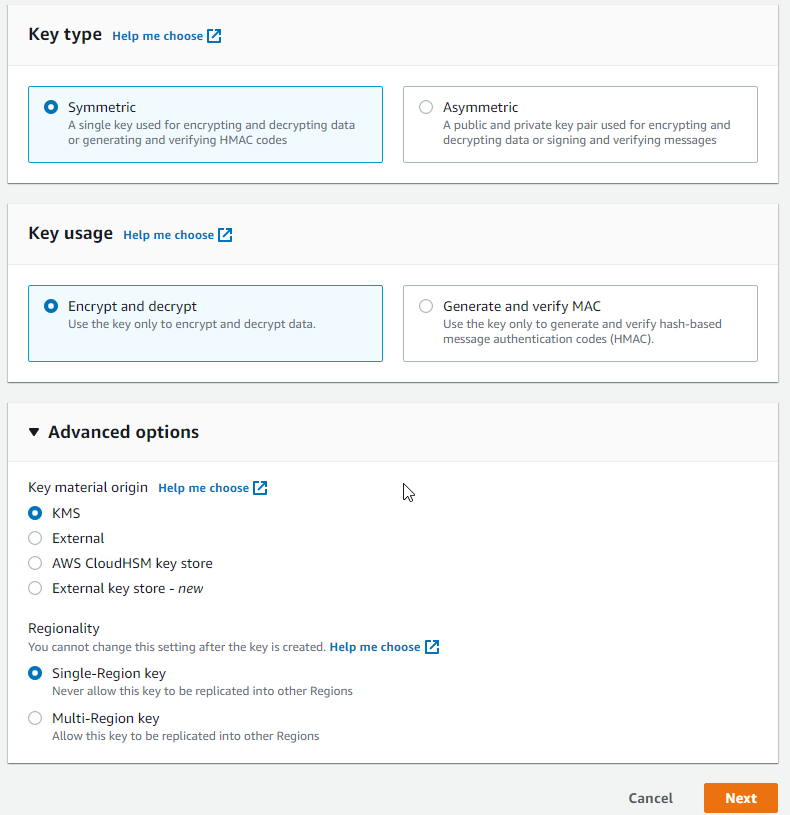 Key type Help me choose
Symmetric
A single key used for encrypting and decrypting data
or generating and verifying HMAC codes
Asymmetric
A public and private key pair used for encrypting and
decrypting data or signing and verifying messages
Key usage Help me choose
Encrypt and decrypt
Use the key only to encrypt and decrypt data.
Generate and verify MAC
Use the key only to generate and verify hash-based
message authentication codes (HMAC).
Advanced options
Key material origin Help me choose
KMS
External
AWS CloudHSM key store
External key store - new
Regionality
You cannot change this setting after the key is created. Help me choose
Single-Region key
Never allow this key to be replicated into other Regions
Multi-Region key
Allow this key to be replicated into other Regions
Cancel Next